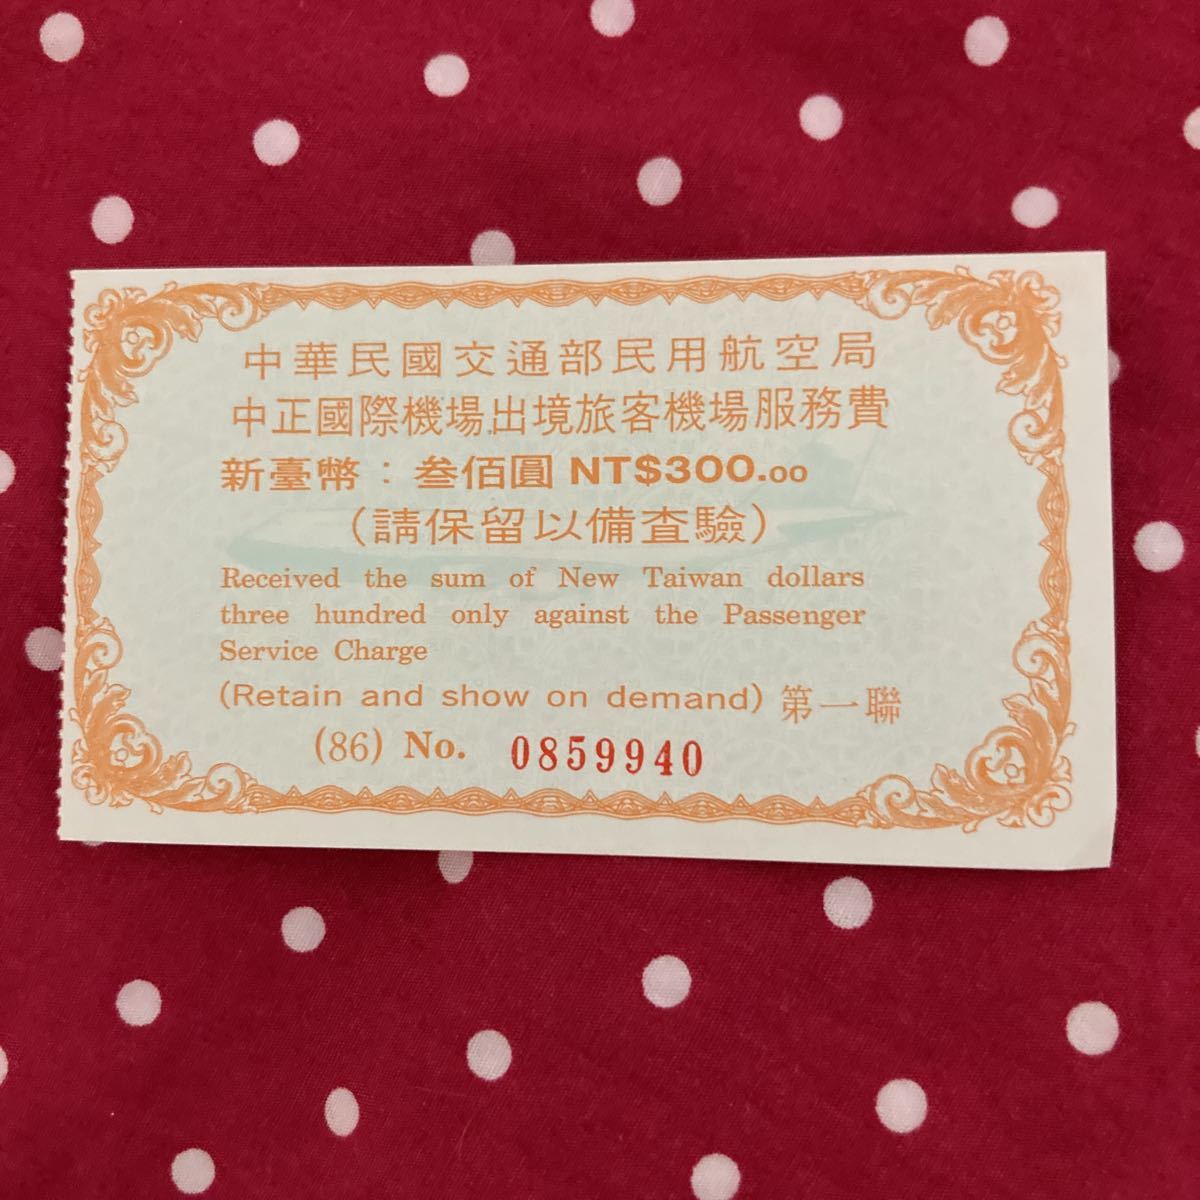 中華民國交通部民用航空局
中正國際機場出境旅客機場服務費
新臺幣：叁佰圓 NT$300.00
（請保留以備查驗）
Received the sum of New Taiwan dollars
three hundred only against the Passenger
Service Charge
(Retain and show on demand) 第一聯
(86) No. 0859940